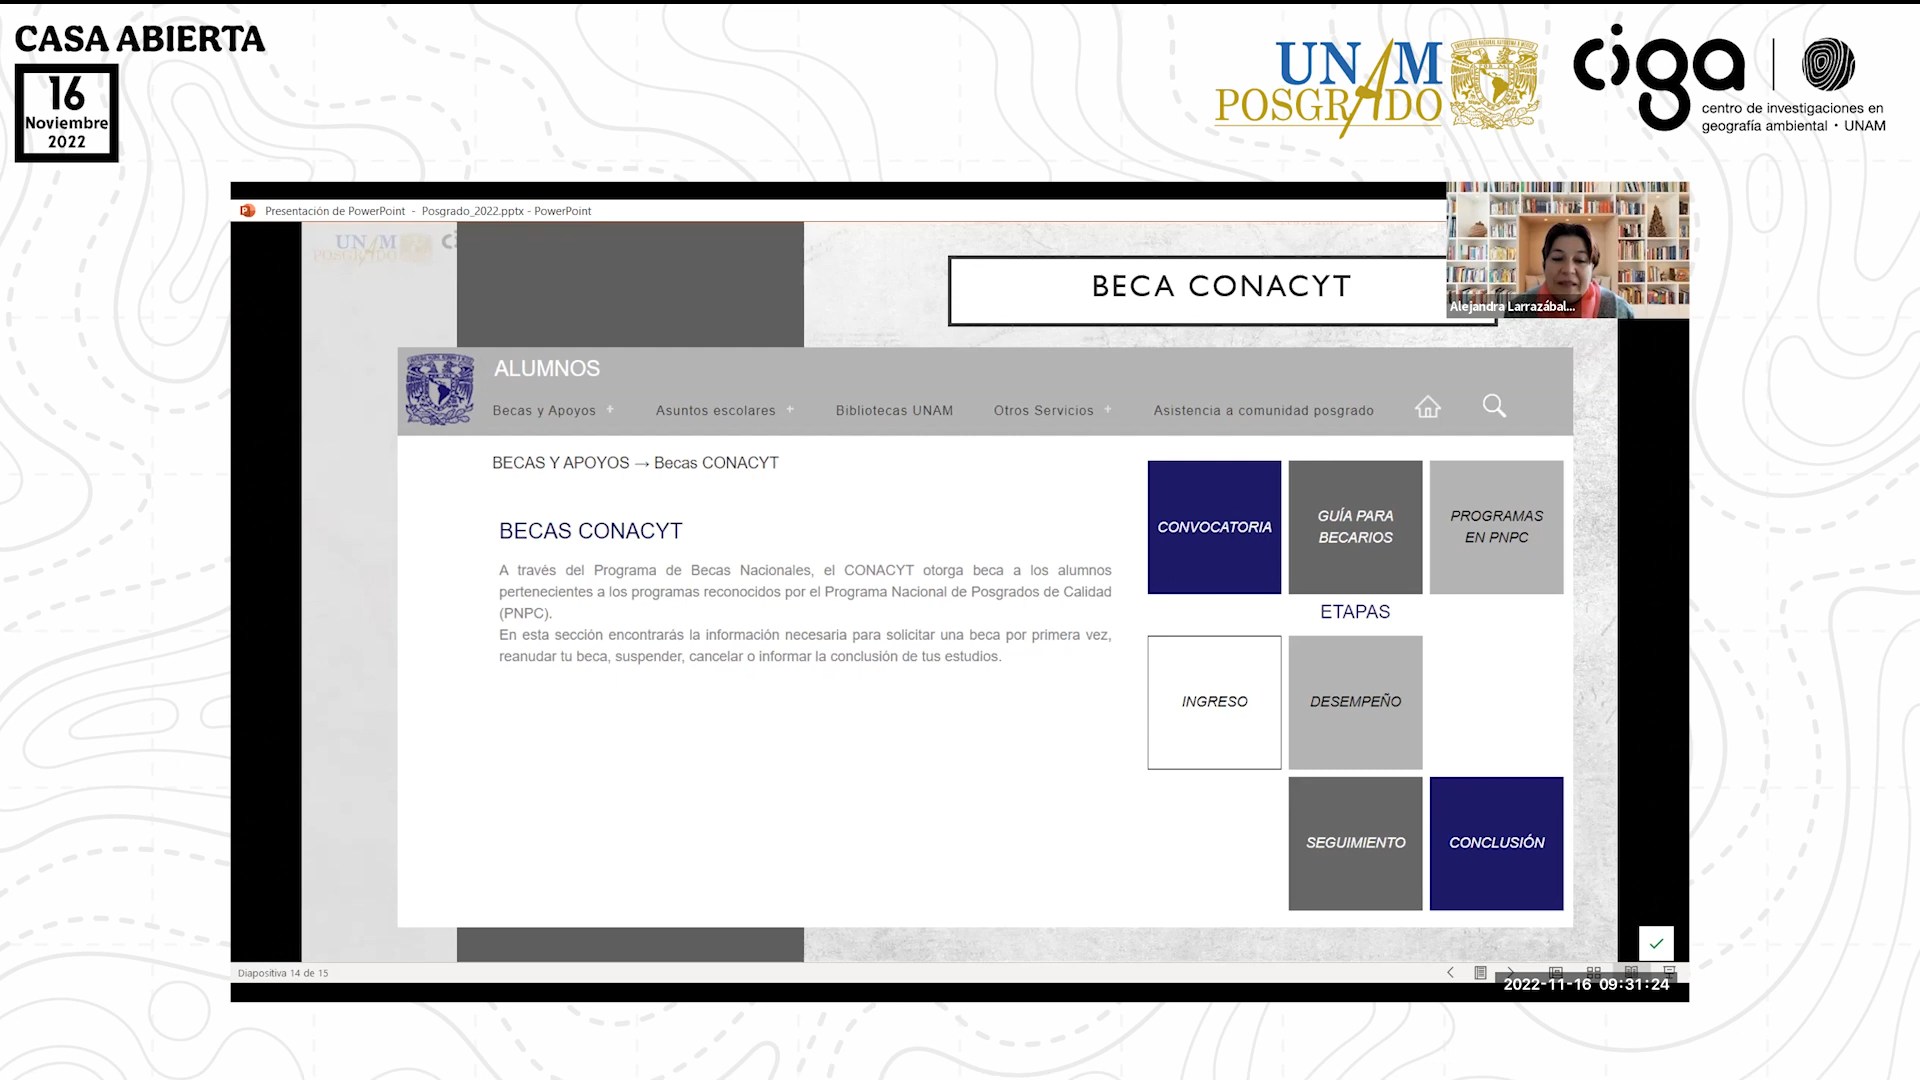 CASA ABIERTA
16
Noviembre
2022
UNAM
POSGRADO
ciga
centro de investigaciones en
geografía ambiental • UNAM
Presentación de PowerPoint - Posgrado_2022.pptx - PowerPoint
UNAM
POSGRADO
BECA CONACYT
Alejandra Larrazábal...
ALUMNOS
Becas y Apoyos +
Asuntos escolares +
Bibliotecas UNAM
Otros Servicios +
Asistencia a comunidad posgrado
BECAS Y APOYOS → Becas CONACYT
BECAS CONACYT
A través del Programa de Becas Nacionales, el CONACYT otorga beca a los alumnos
pertenecientes a los programas reconocidos por el Programa Nacional de Posgrados de Calidad
(PNPC).
En esta sección encontrarás la información necesaria para solicitar una beca por primera vez,
reanudar tu beca, suspender, cancelar o informar la conclusión de tus estudios.
CONVOCATORIA
GUÍA PARA
BECARIOS
PROGRAMAS
EN PNPC
ETAPAS
INGRESO
DESEMPEÑO
SEGUIMIENTO
CONCLUSIÓN
Diapositiva 14 de 15
2022-11-16 09:31:24